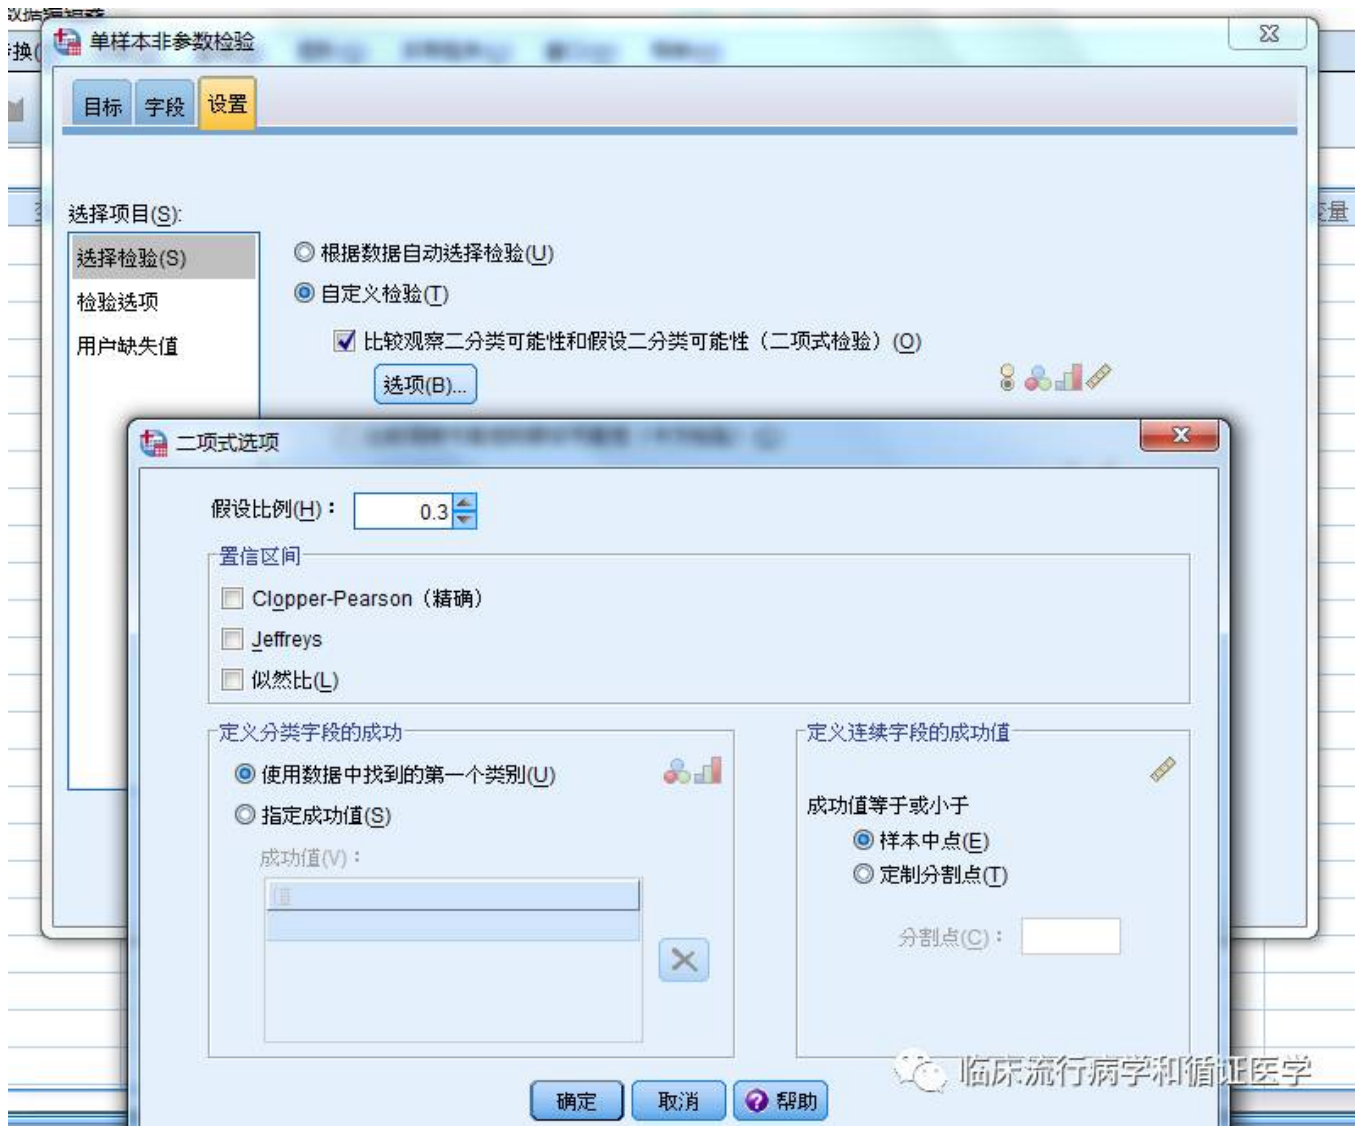 数据编辑器
单样本非参数检验
换(
目标 字段 设置
变量
选择项目(S):
选择检验(S)
检验选项
用户缺失值
根据数据自动选择检验(U)
自定义检验(T)
比较观察二分类可能性和假设二分类可能性（二项式检验）(O)
选项(B)...
二项式选项
假设比例(H)： 0.3
置信区间
Clopper-Pearson（精确）
Jeffreys
似然比(L)
定义分类字段的成功
使用数据中找到的第一个类别(U)
指定成功值(S)
成功值(V)：
值
定义连续字段的成功值
成功值等于或小于
样本中点(E)
定制分割点(T)
分割点(C)：
临床流行病学和循证医学
确定 取消 帮助